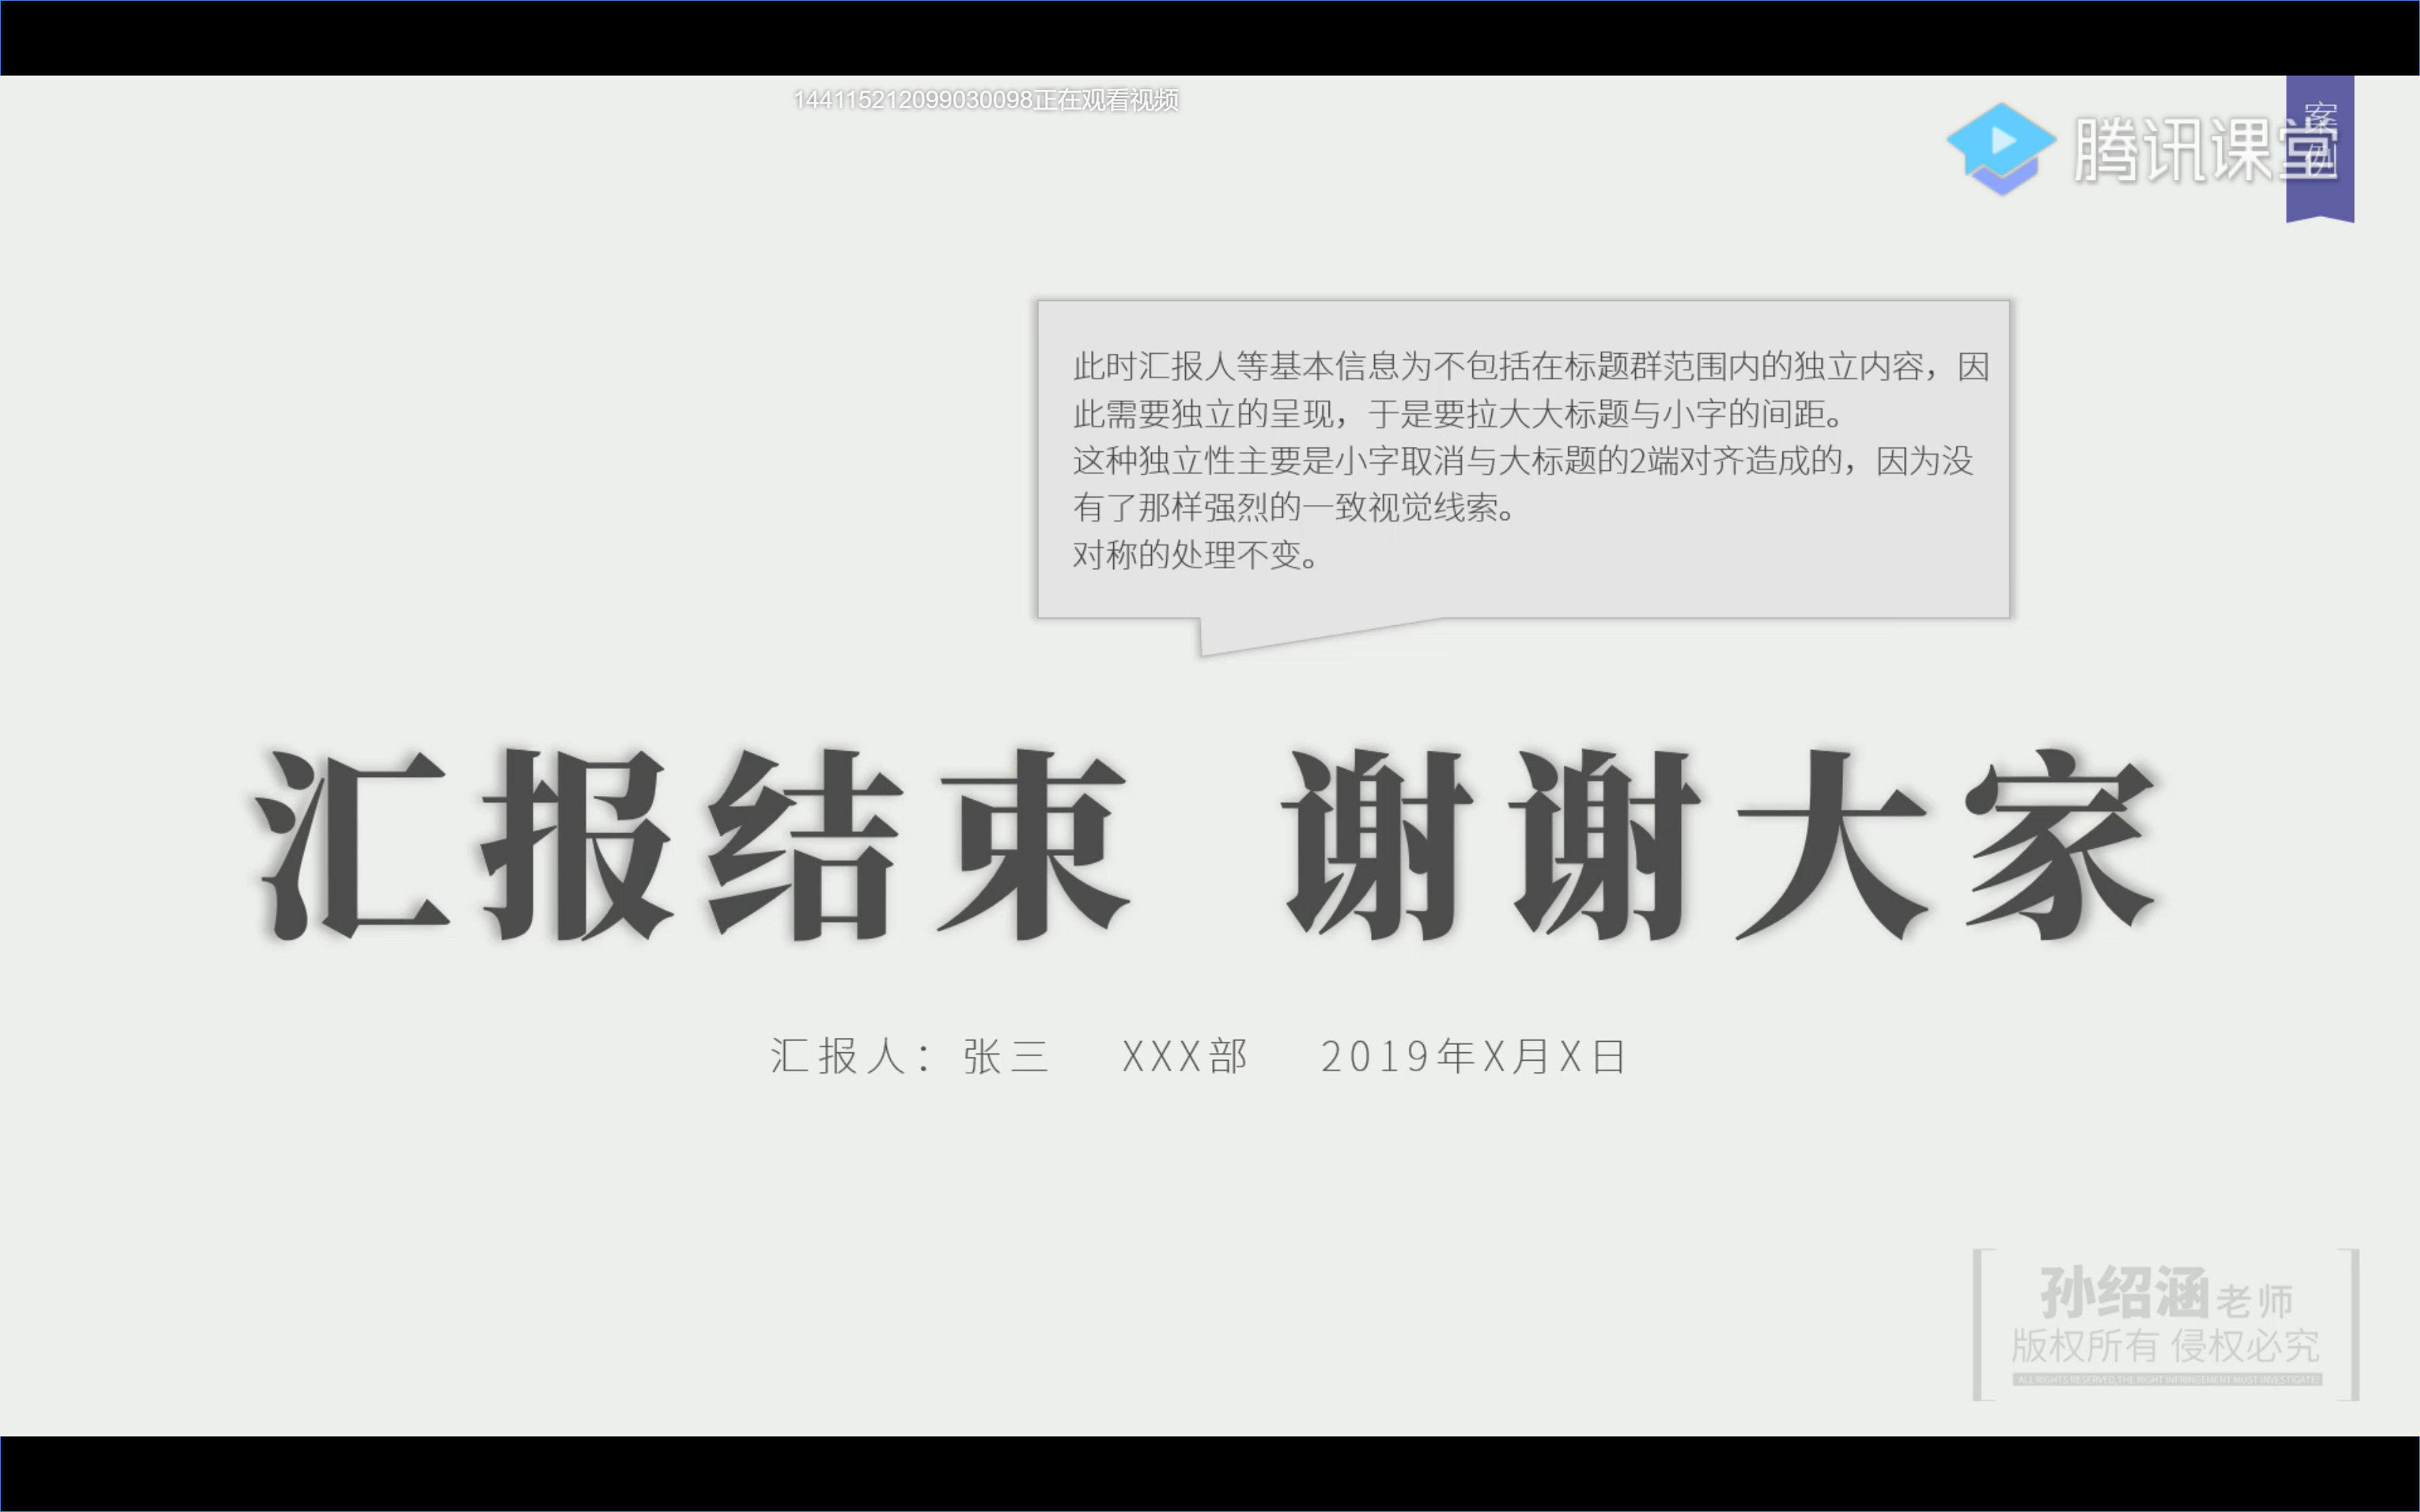 144115212099030098正在观看视频
案例
腾讯课堂
此时汇报人等基本信息为不包括在标题群范围内的独立内容，因
此需要独立的呈现，于是要拉大大标题与小字的间距。
这种独立性主要是小字取消与大标题的2端对齐造成的，因为没
有了那样强烈的一致视觉线索。
对称的处理不变。
汇报结束 谢谢大家
汇报人：张三 XXX部 2019年X月X日
孙绍涵老师
版权所有 侵权必究
ALL RIGHTS RESERVED,THE RIGHT INFRINGEMENT MUST INVESTIGATE!